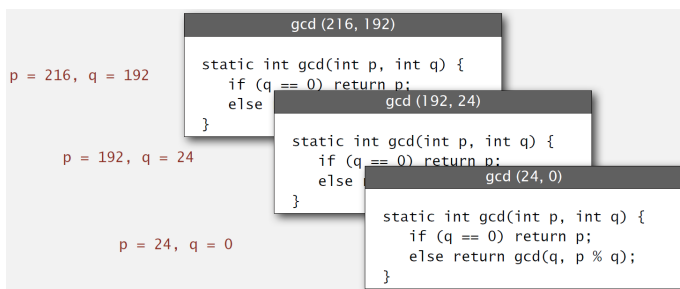 gcd (216, 192)
p = 216, q = 192
static int gcd(int p, int q) {
if (q == 0) return p;
else
}
gcd (192, 24)
p = 192, q = 24
static int gcd(int p, int q) {
if (q == 0) return p;
else
}
gcd (24, 0)
p = 24, q = 0
static int gcd(int p, int q) {
if (q == 0) return p;
else return gcd(q, p % q);
}